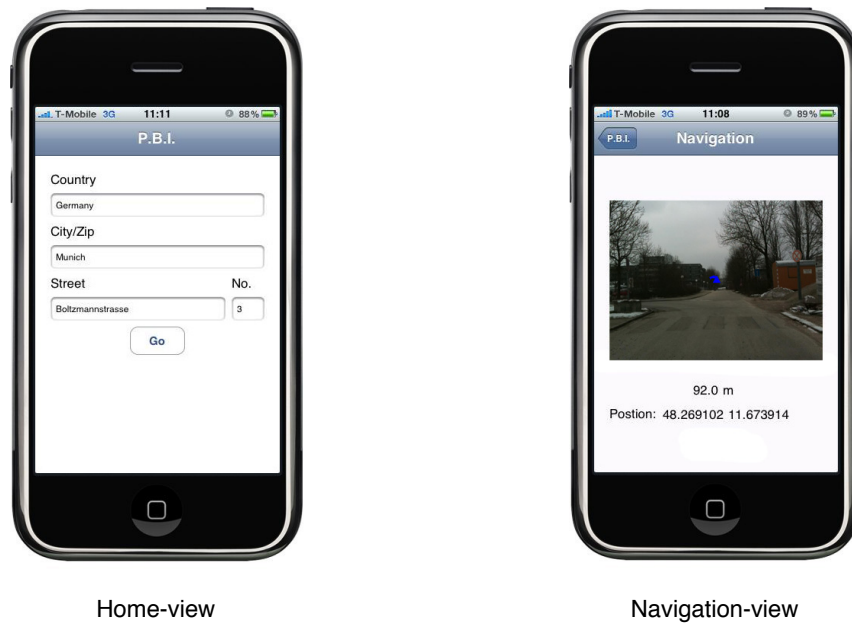 T-Mobile 3G 11:11 88%
P.B.I.
Country
Germany
City/Zip
Munich
Street No.
Boltzmannstrasse 3
Go
Home-view
T-Mobile 3G 11:08 89%
P.B.I. Navigation
92.0 m
Postion: 48.269102 11.673914
Navigation-view